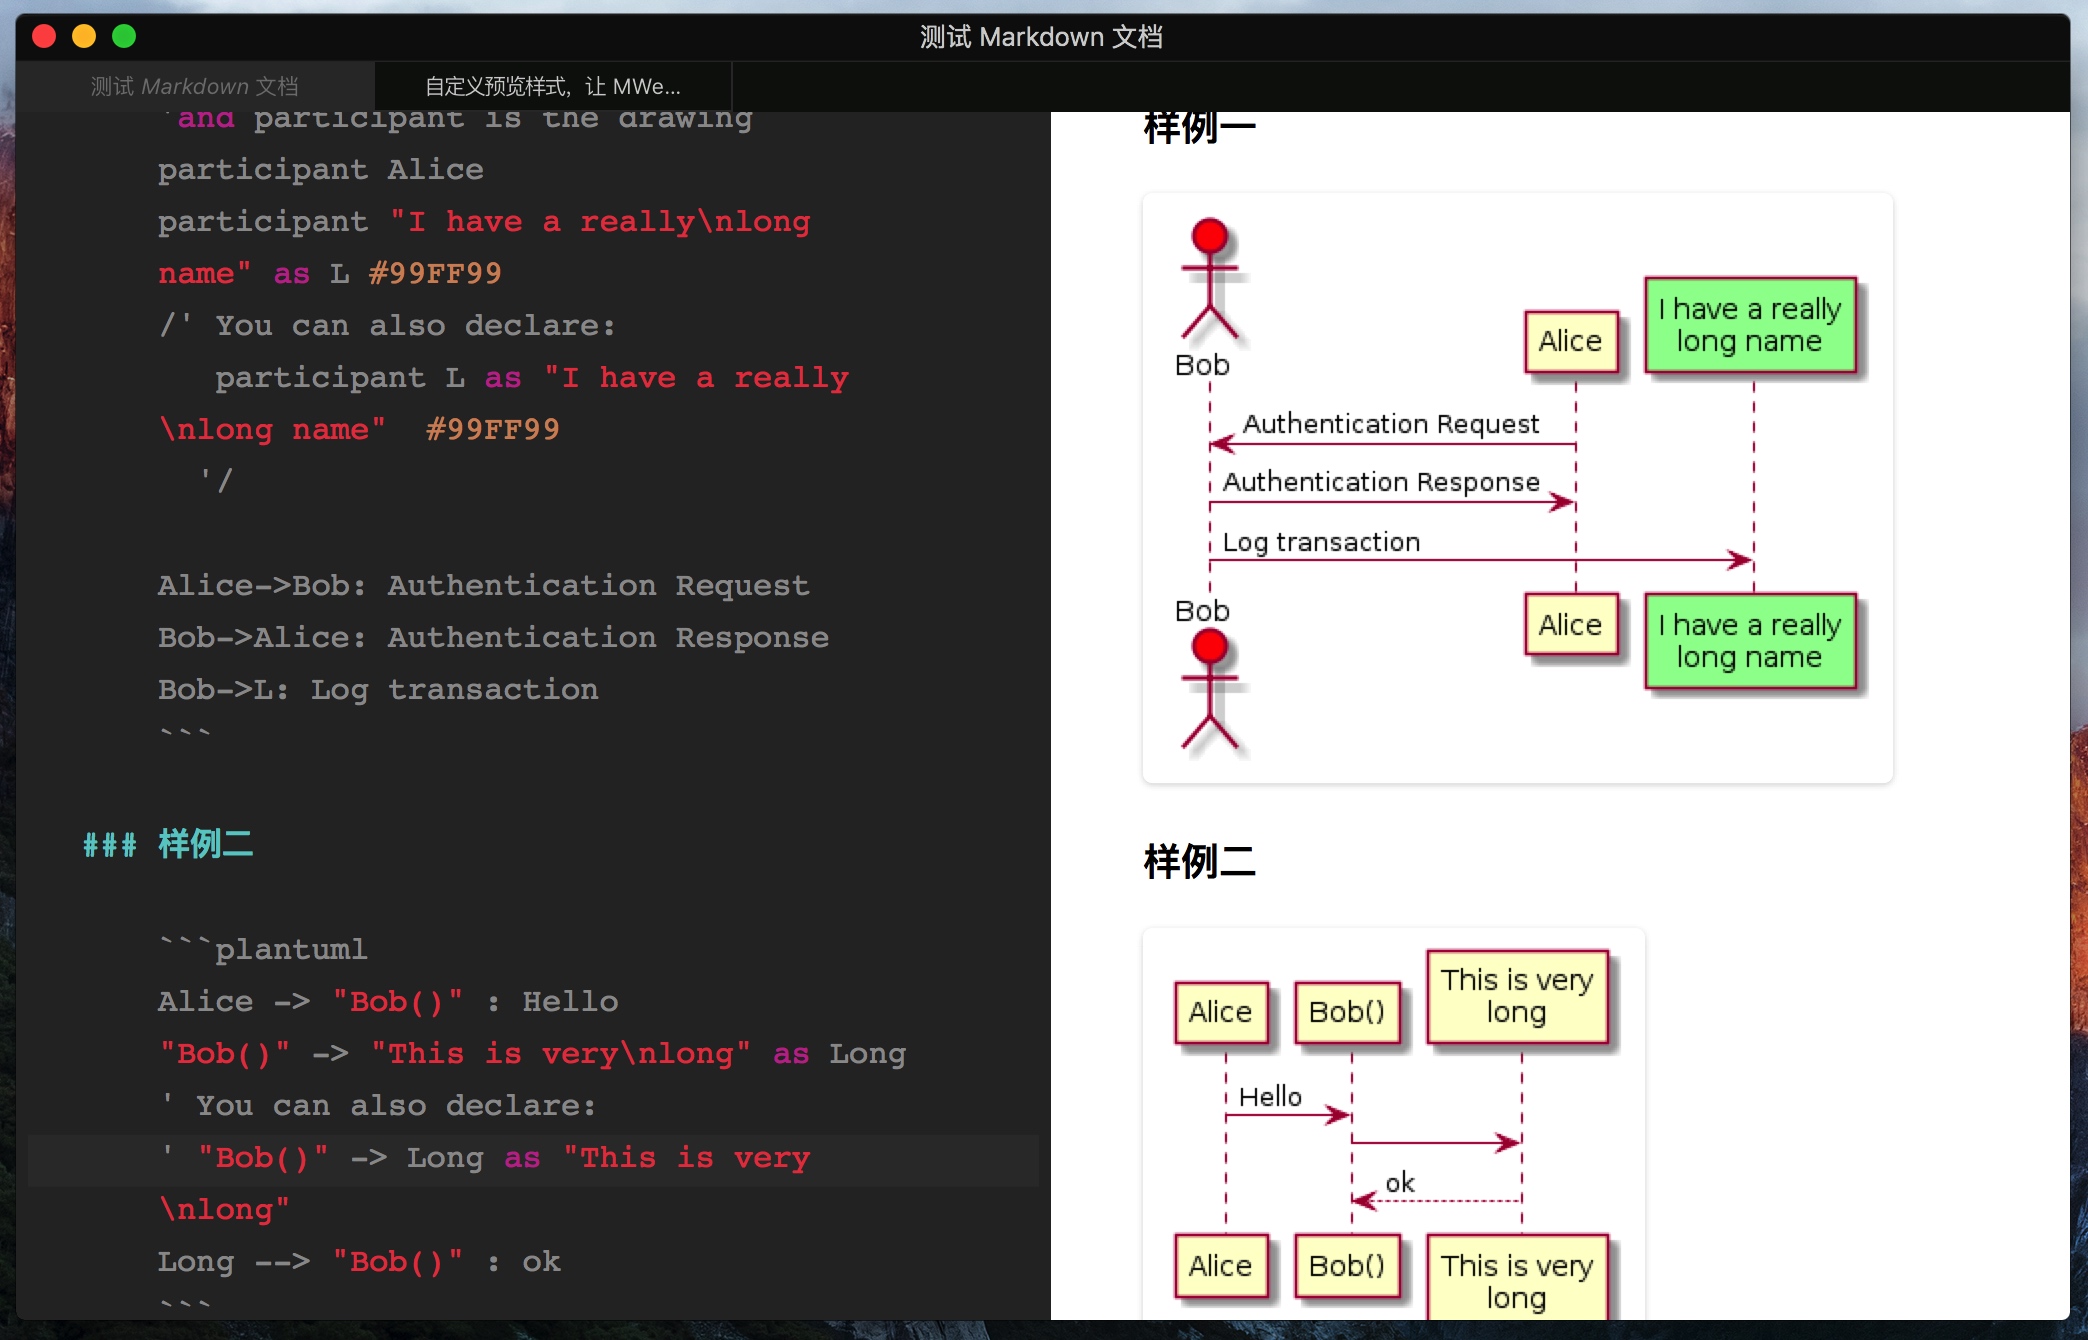 测试 Markdown 文档
测试 Markdown 文档
自定义预览样式，让 MWe...
'and participant is the drawing
participant Alice
participant "I have a really\nlong
name" as L #99FF99
/' You can also declare:
participant L as "I have a really
\nlong name"  #99FF99
'/
Alice->Bob: Authentication Request
Bob->Alice: Authentication Response
Bob->L: Log transaction
```
### 样例二
```plantuml
Alice -> "Bob()" : Hello
"Bob()" -> "This is very\nlong" as Long
' You can also declare:
' "Bob()" -> Long as "This is very
\nlong"
Long --> "Bob()" : ok
```
样例一
Bob
Alice
I have a really
long name
Authentication Request
Authentication Response
Log transaction
Bob
Alice
I have a really
long name
样例二
Alice
Bob()
This is very
long
Hello
ok
Alice
Bob()
This is very
long